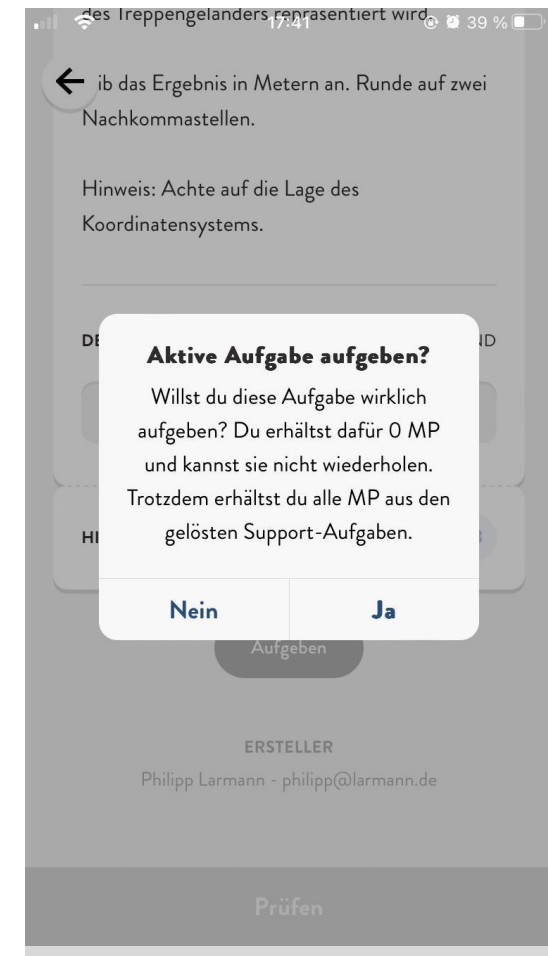 des Treppengeländers repräsentiert wird.
17:41
39 %
ib das Ergebnis in Metern an. Runde auf zwei
Nachkommastellen.
Hinweis: Achte auf die Lage des
Koordinatensystems.
DE
ND
Aktive Aufgabe aufgeben?
Willst du diese Aufgabe wirklich
aufgeben? Du erhältst dafür 0 MP
und kannst sie nicht wiederholen.
Trotzdem erhältst du alle MP aus den
gelösten Support-Aufgaben.
HI
Nein
Ja
Aufgeben
ERSTELLER
Philipp Larmann - philipp@larmann.de
Prüfen